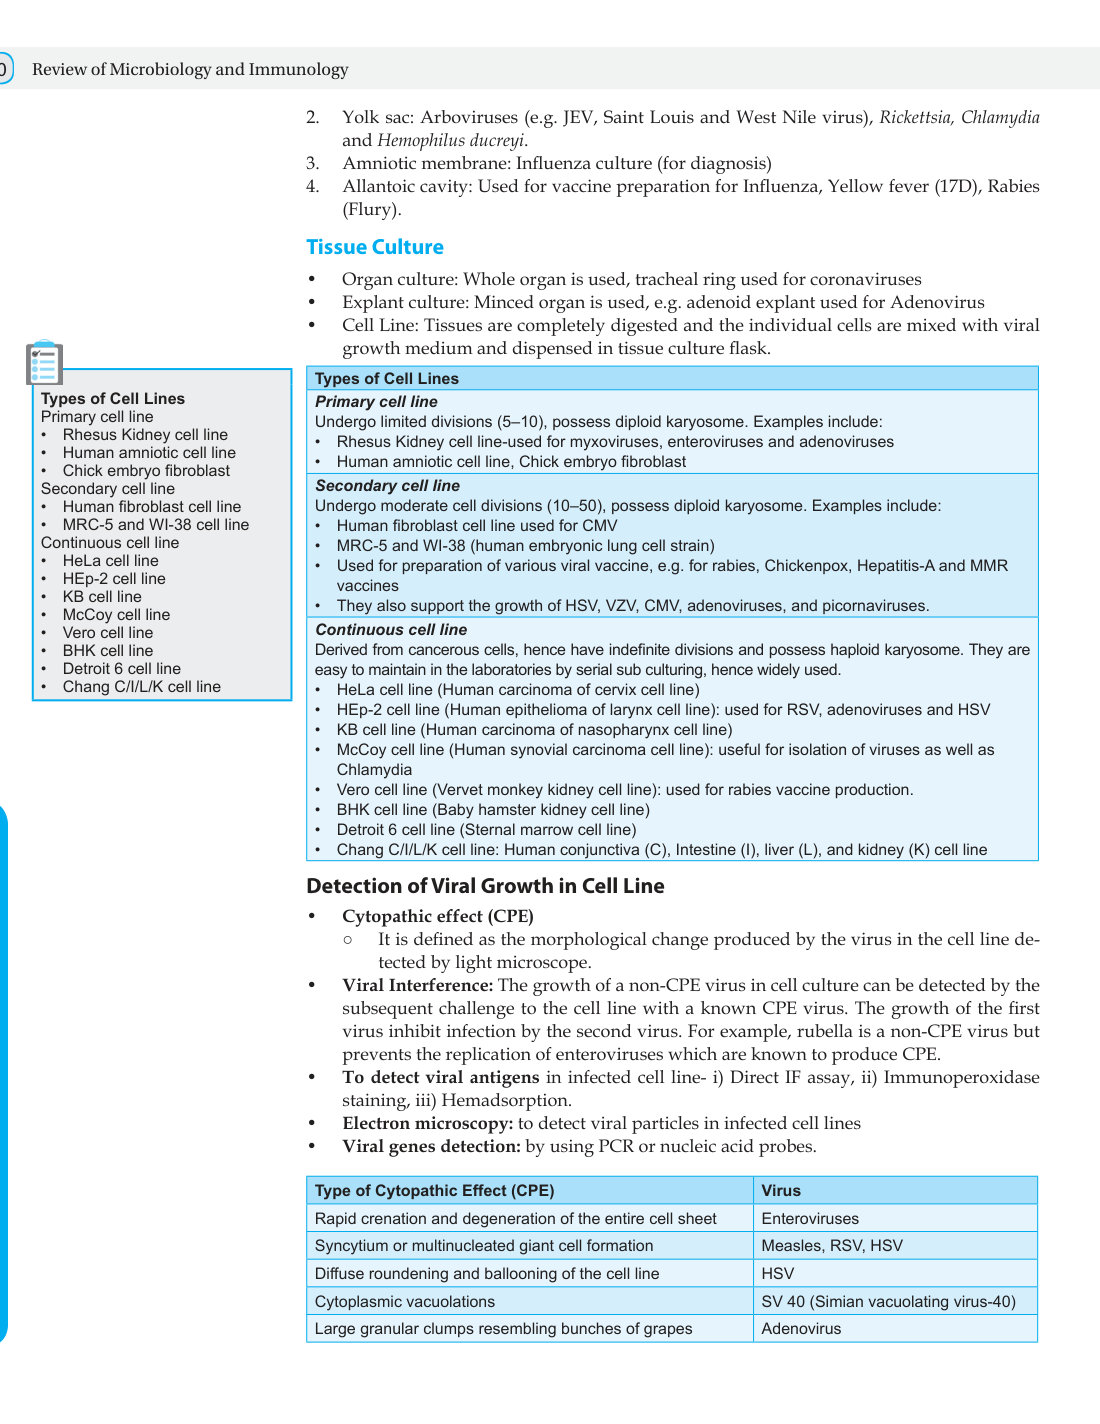 0 Review of Microbiology and Immunology
2. Yolk sac: Arboviruses (e.g. JEV, Saint Louis and West Nile virus), Rickettsia, Chlamydia
and Hemophilus ducreyi.
3. Amniotic membrane: Influenza culture (for diagnosis)
4. Allantoic cavity: Used for vaccine preparation for Influenza, Yellow fever (17D), Rabies
(Flury).
Tissue Culture
• Organ culture: Whole organ is used, tracheal ring used for coronaviruses
• Explant culture: Minced organ is used, e.g. adenoid explant used for Adenovirus
• Cell Line: Tissues are completely digested and the individual cells are mixed with viral
growth medium and dispensed in tissue culture flask.
Types of Cell Lines
Primary cell line
• Rhesus Kidney cell line
• Human amniotic cell line
• Chick embryo fibroblast
Secondary cell line
• Human fibroblast cell line
• MRC-5 and WI-38 cell line
Continuous cell line
• HeLa cell line
• HEp-2 cell line
• KB cell line
• McCoy cell line
• Vero cell line
• BHK cell line
• Detroit 6 cell line
• Chang C/I/L/K cell line
Types of Cell Lines
Primary cell line
Undergo limited divisions (5–10), possess diploid karyosome. Examples include:
• Rhesus Kidney cell line-used for myxoviruses, enteroviruses and adenoviruses
• Human amniotic cell line, Chick embryo fibroblast
Secondary cell line
Undergo moderate cell divisions (10–50), possess diploid karyosome. Examples include:
• Human fibroblast cell line used for CMV
• MRC-5 and WI-38 (human embryonic lung cell strain)
• Used for preparation of various viral vaccine, e.g. for rabies, Chickenpox, Hepatitis-A and MMR
vaccines
• They also support the growth of HSV, VZV, CMV, adenoviruses, and picornaviruses.
Continuous cell line
Derived from cancerous cells, hence have indefinite divisions and possess haploid karyosome. They are
easy to maintain in the laboratories by serial sub culturing, hence widely used.
• HeLa cell line (Human carcinoma of cervix cell line)
• HEp-2 cell line (Human epithelioma of larynx cell line): used for RSV, adenoviruses and HSV
• KB cell line (Human carcinoma of nasopharynx cell line)
• McCoy cell line (Human synovial carcinoma cell line): useful for isolation of viruses as well as
Chlamydia
• Vero cell line (Vervet monkey kidney cell line): used for rabies vaccine production.
• BHK cell line (Baby hamster kidney cell line)
• Detroit 6 cell line (Sternal marrow cell line)
• Chang C/I/L/K cell line: Human conjunctiva (C), Intestine (I), liver (L), and kidney (K) cell line
Detection of Viral Growth in Cell Line
• Cytopathic effect (CPE)
○ It is defined as the morphological change produced by the virus in the cell line de-
tected by light microscope.
• Viral Interference: The growth of a non-CPE virus in cell culture can be detected by the
subsequent challenge to the cell line with a known CPE virus. The growth of the first
virus inhibit infection by the second virus. For example, rubella is a non-CPE virus but
prevents the replication of enteroviruses which are known to produce CPE.
• To detect viral antigens in infected cell line- i) Direct IF assay, ii) Immunoperoxidase
staining, iii) Hemadsorption.
• Electron microscopy: to detect viral particles in infected cell lines
• Viral genes detection: by using PCR or nucleic acid probes.
Type of Cytopathic Effect (CPE) Virus
Rapid crenation and degeneration of the entire cell sheet Enteroviruses
Syncytium or multinucleated giant cell formation Measles, RSV, HSV
Diffuse roundening and ballooning of the cell line HSV
Cytoplasmic vacuolations SV 40 (Simian vacuolating virus-40)
Large granular clumps resembling bunches of grapes Adenovirus